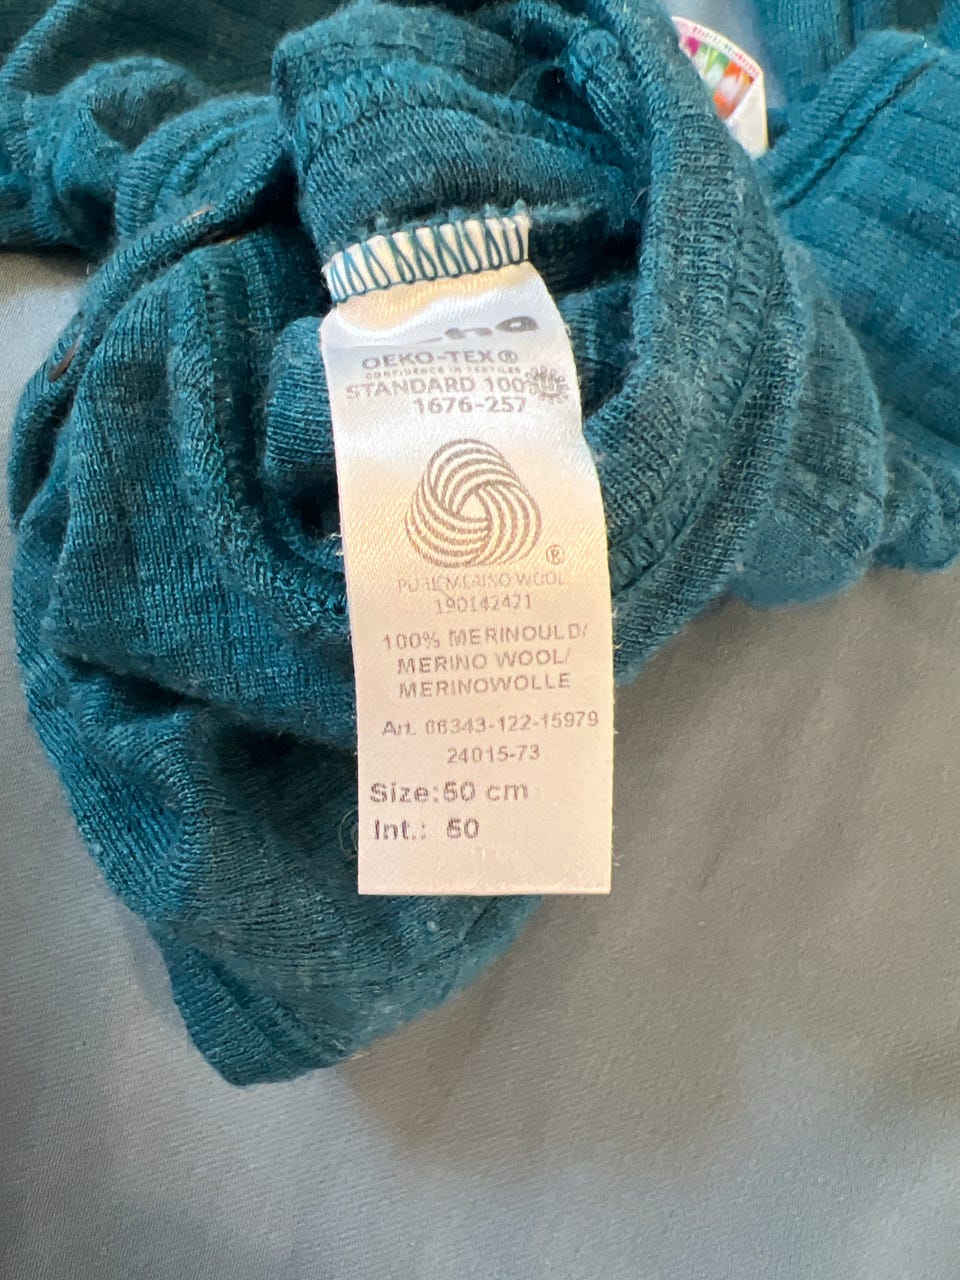 OEKO-TEX®
CONFIDENCE IN TEXTILES
STANDARD 100
1676-257
®
PURE MERINO WOOL
190142421
100% MERINOULD/
MERINO WOOL/
MERINOWOLLE
Art. 66343-122-15979
24015-73
Size:50 cm
Int.: 50